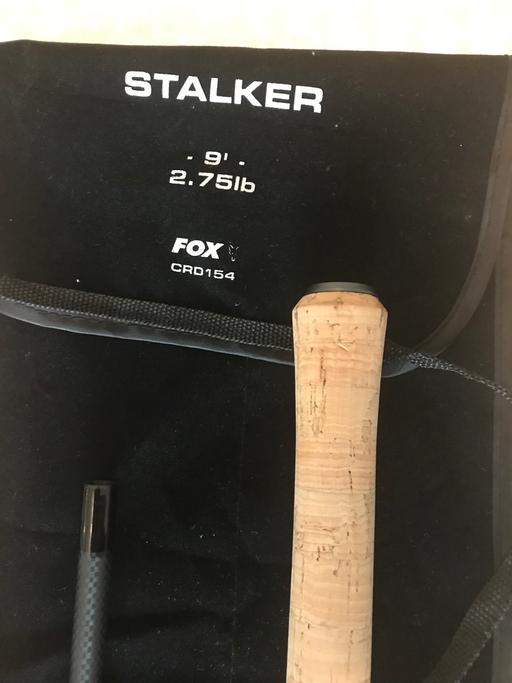 STALKER
- 9' -
2.75lb
FOX
CRD154